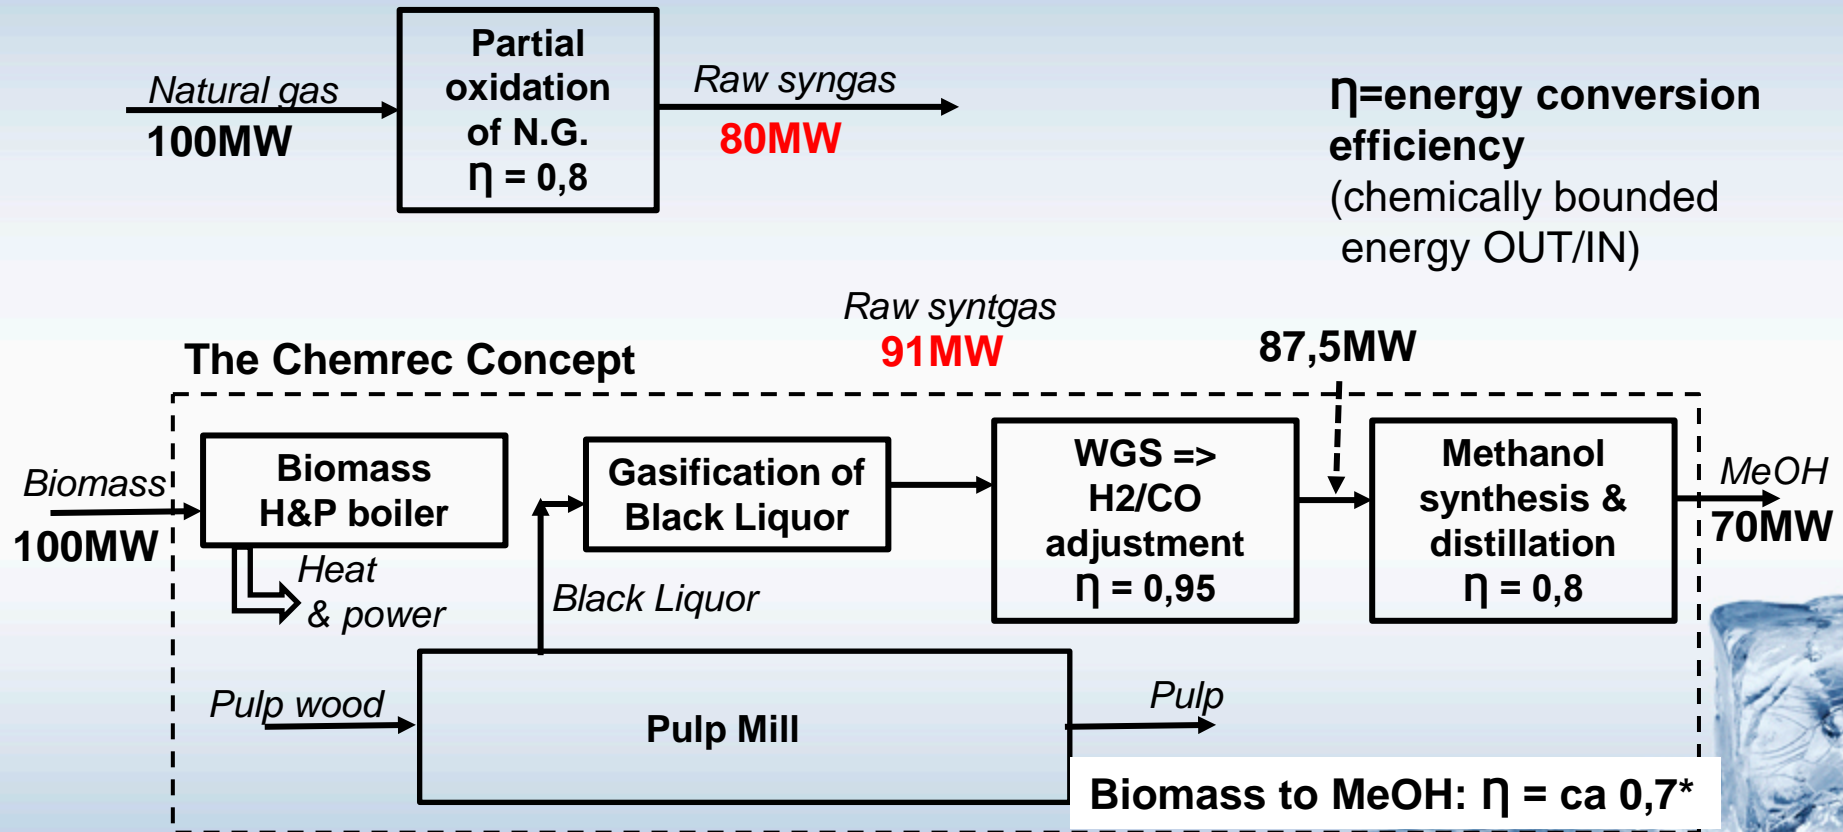 Partial
oxidation
of N.G.
Ƞ = 0,8
Natural gas
100MW
Raw syngas
80MW
Ƞ=energy conversion
efficiency
(chemically bounded
energy OUT/IN)
Raw syntgas
91MW
87,5MW
The Chemrec Concept
Biomass
100MW
Biomass
H&P boiler
Heat
& power
Gasification of
Black Liquor
Black Liquor
WGS =>
H2/CO
adjustment
Ƞ = 0,95
Methanol
synthesis &
distillation
Ƞ = 0,8
MeOH
70MW
Pulp wood
Pulp Mill
Pulp
Biomass to MeOH: Ƞ = ca 0,7*